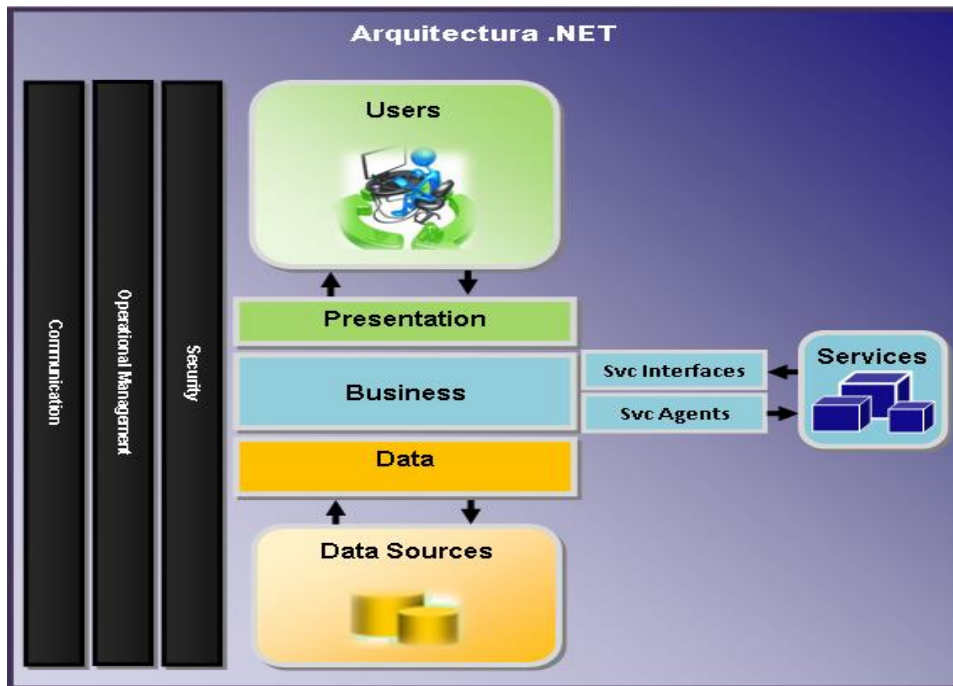 Arquitectura .NET
Communication
Operational Management
Security
Users
Presentation
Business
Data
Data Sources
Svc Interfaces
Svc Agents
Services